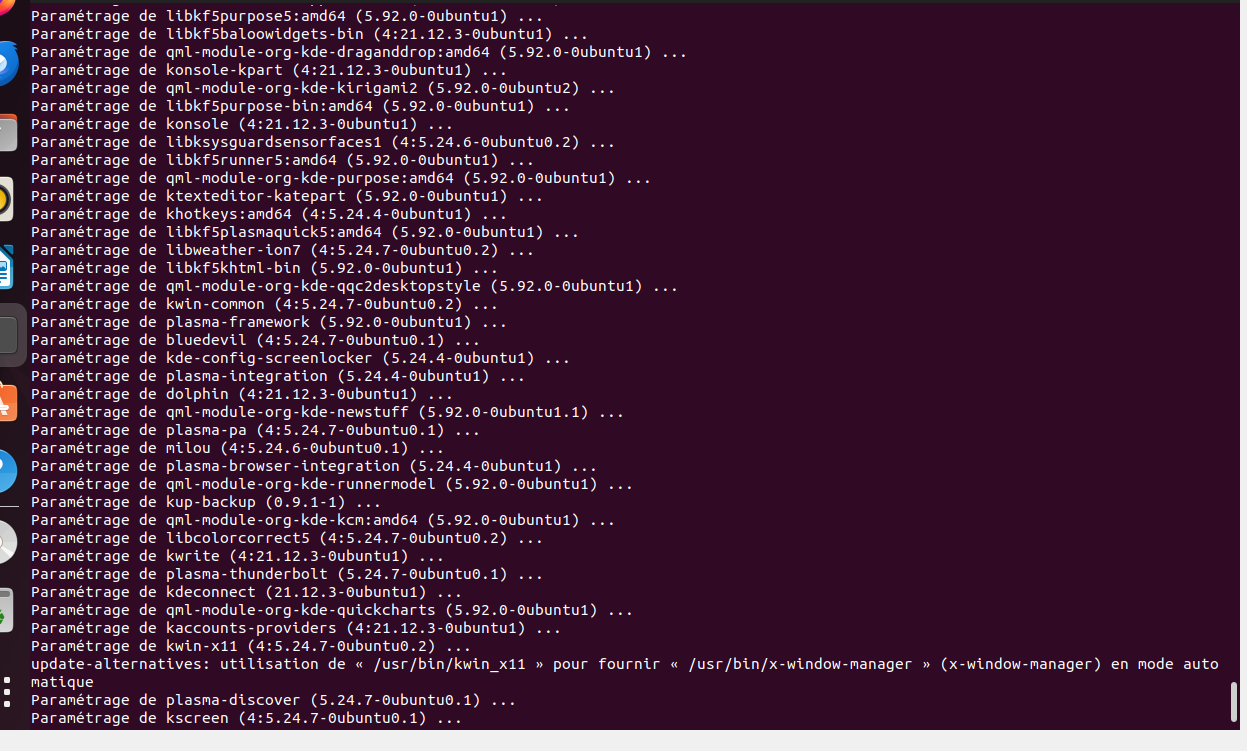 Paramétrage de libkf5purpose5:amd64 (5.92.0-0ubuntu1) ...
Paramétrage de libkf5baloowidgets-bin (4:21.12.3-0ubuntu1) ...
Paramétrage de qml-module-org-kde-draganddrop:amd64 (5.92.0-0ubuntu1) ...
Paramétrage de konsole-kpart (4:21.12.3-0ubuntu1) ...
Paramétrage de qml-module-org-kde-kirigami2 (5.92.0-0ubuntu2) ...
Paramétrage de libkf5purpose-bin:amd64 (5.92.0-0ubuntu1) ...
Paramétrage de konsole (4:21.12.3-0ubuntu1) ...
Paramétrage de libksysguardsensorfaces1 (4:5.24.6-0ubuntu0.2) ...
Paramétrage de libkf5runner5:amd64 (5.92.0-0ubuntu1) ...
Paramétrage de qml-module-org-kde-purpose:amd64 (5.92.0-0ubuntu1) ...
Paramétrage de ktexteditor-katepart (5.92.0-0ubuntu1) ...
Paramétrage de khotkeys:amd64 (4:5.24.4-0ubuntu1) ...
Paramétrage de libkf5plasmaquick5:amd64 (5.92.0-0ubuntu1) ...
Paramétrage de libweather-ion7 (4:5.24.7-0ubuntu0.2) ...
Paramétrage de libkf5khtml-bin (5.92.0-0ubuntu1) ...
Paramétrage de qml-module-org-kde-qqc2desktopstyle (5.92.0-0ubuntu1) ...
Paramétrage de kwin-common (4:5.24.7-0ubuntu0.2) ...
Paramétrage de plasma-framework (5.92.0-0ubuntu1) ...
Paramétrage de bluedevil (4:5.24.7-0ubuntu0.1) ...
Paramétrage de kde-config-screenlocker (5.24.4-0ubuntu1) ...
Paramétrage de plasma-integration (5.24.4-0ubuntu1) ...
Paramétrage de dolphin (4:21.12.3-0ubuntu1) ...
Paramétrage de qml-module-org-kde-newstuff (5.92.0-0ubuntu1.1) ...
Paramétrage de plasma-pa (4:5.24.7-0ubuntu0.1) ...
Paramétrage de milou (4:5.24.6-0ubuntu0.1) ...
Paramétrage de plasma-browser-integration (5.24.4-0ubuntu1) ...
Paramétrage de qml-module-org-kde-runnermodel (5.92.0-0ubuntu1) ...
Paramétrage de kup-backup (0.9.1-1) ...
Paramétrage de qml-module-org-kde-kcm:amd64 (5.92.0-0ubuntu1) ...
Paramétrage de libcolorcorrect5 (4:5.24.7-0ubuntu0.2) ...
Paramétrage de kwrite (4:21.12.3-0ubuntu1) ...
Paramétrage de plasma-thunderbolt (5.24.7-0ubuntu0.1) ...
Paramétrage de kdeconnect (21.12.3-0ubuntu1) ...
Paramétrage de qml-module-org-kde-quickcharts (5.92.0-0ubuntu1) ...
Paramétrage de kaccounts-providers (4:21.12.3-0ubuntu1) ...
Paramétrage de kwin-x11 (4:5.24.7-0ubuntu0.2) ...
update-alternatives: utilisation de « /usr/bin/kwin_x11 » pour fournir « /usr/bin/x-window-manager » (x-window-manager) en mode auto
matique
Paramétrage de plasma-discover (5.24.7-0ubuntu0.1) ...
Paramétrage de kscreen (4:5.24.7-0ubuntu0.1) ...